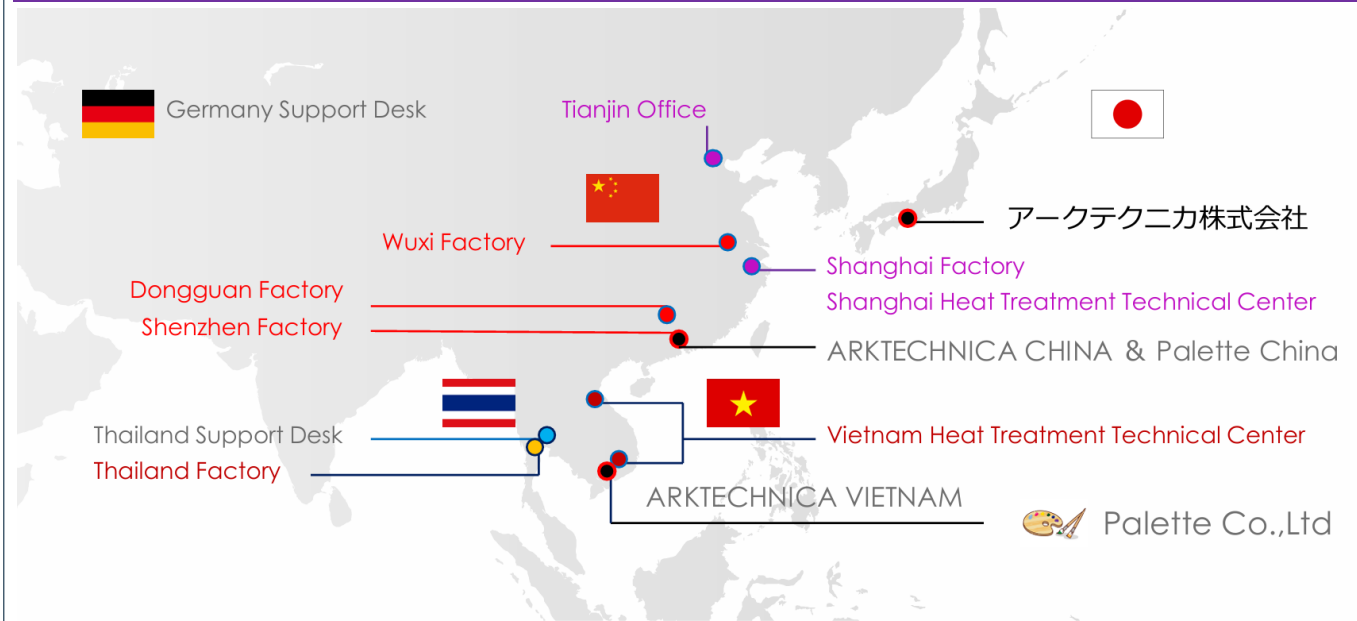 Germany Support Desk
Tianjin Office
アークテクニカ株式会社
Wuxi Factory
Shanghai Factory
Dongguan Factory
Shanghai Heat Treatment Technical Center
Shenzhen Factory
ARKTECHNICA CHINA & Palette China
Thailand Support Desk
Vietnam Heat Treatment Technical Center
Thailand Factory
ARKTECHNICA VIETNAM
Palette Co.,Ltd